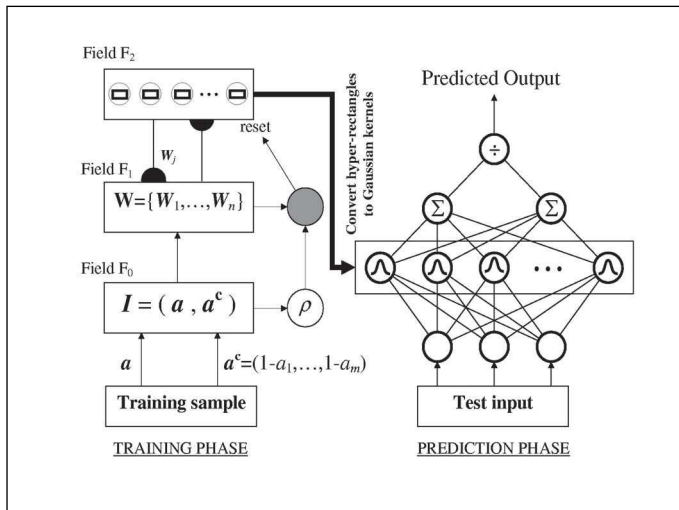 Field F₂
reset
Wⱼ
Field F₁
W={W₁,...,Wₙ}
Field F₀
I = ( a , aᶜ )
ρ
a
aᶜ=(1-a₁,...,1-aₘ)
Training sample
TRAINING PHASE
Convert hyper-rectangles
to Gaussian kernels
Predicted Output
÷
Σ
Σ
...
Test input
PREDICTION PHASE